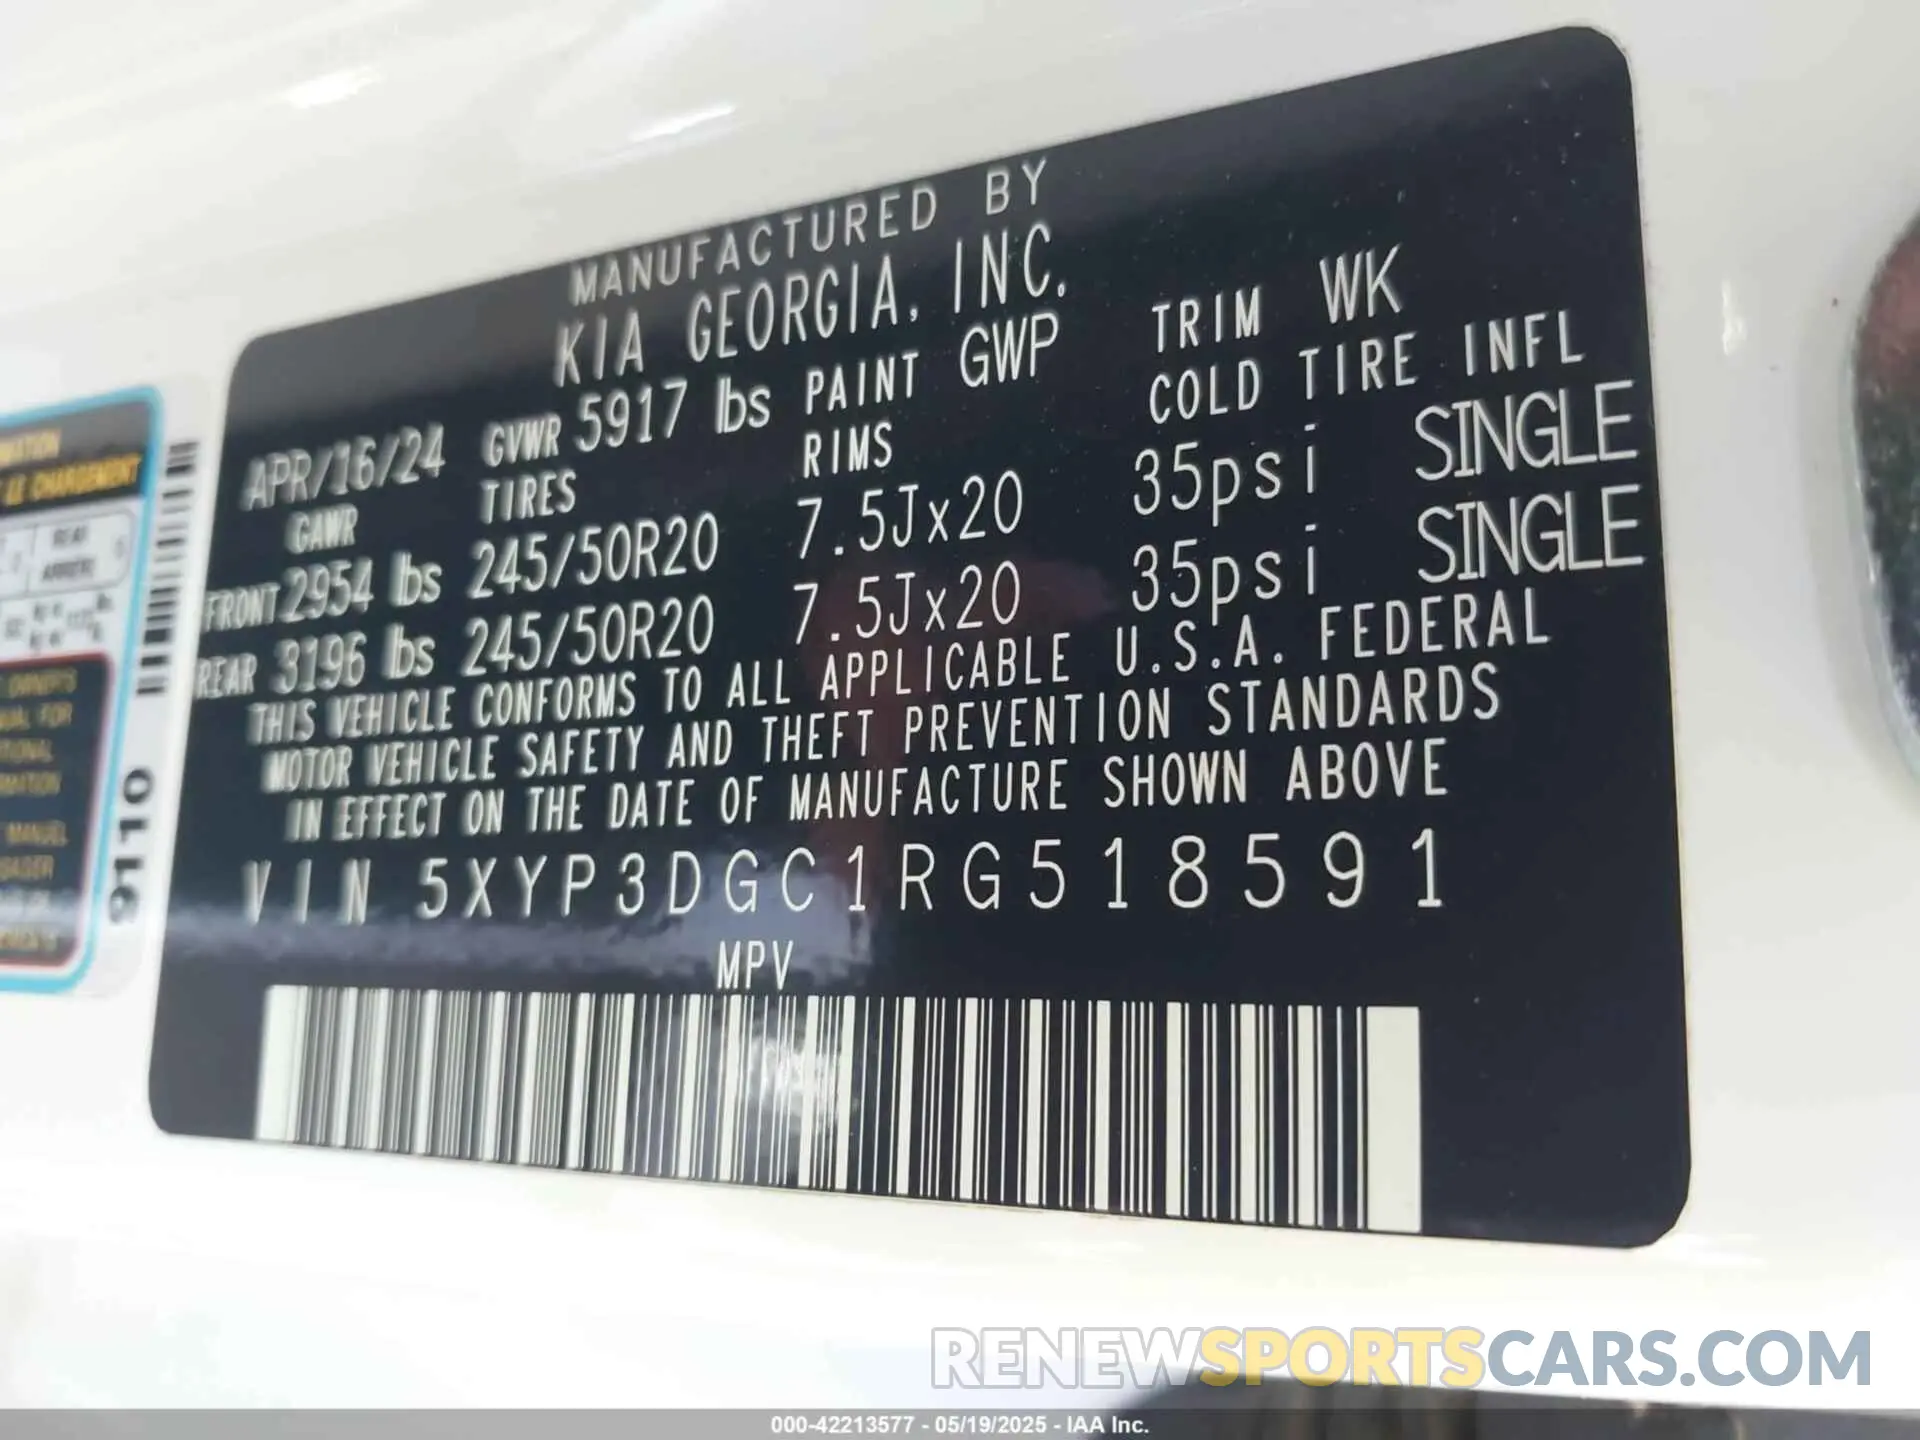 MANUFACTURED BY
KIA GEORGIA, INC.
APR/16/24 GVWR 5917 lbs PAINT GWP TRIM WK
GAWR TIRES RIMS COLD TIRE INFL
FRONT 2954 lbs 245/50R20 7.5Jx20 35psi SINGLE
REAR 3196 lbs 245/50R20 7.5Jx20 35psi SINGLE
THIS VEHICLE CONFORMS TO ALL APPLICABLE U.S.A. FEDERAL
MOTOR VEHICLE SAFETY AND THEFT PREVENTION STANDARDS
IN EFFECT ON THE DATE OF MANUFACTURE SHOWN ABOVE
VIN 5XYP3DGC1RG518591
MPV
CHARGEMENT
REAR
MANUEL
9110
RENEWSPORTSCARS.COM
000-42213577 - 05/19/2025 - IAA Inc.